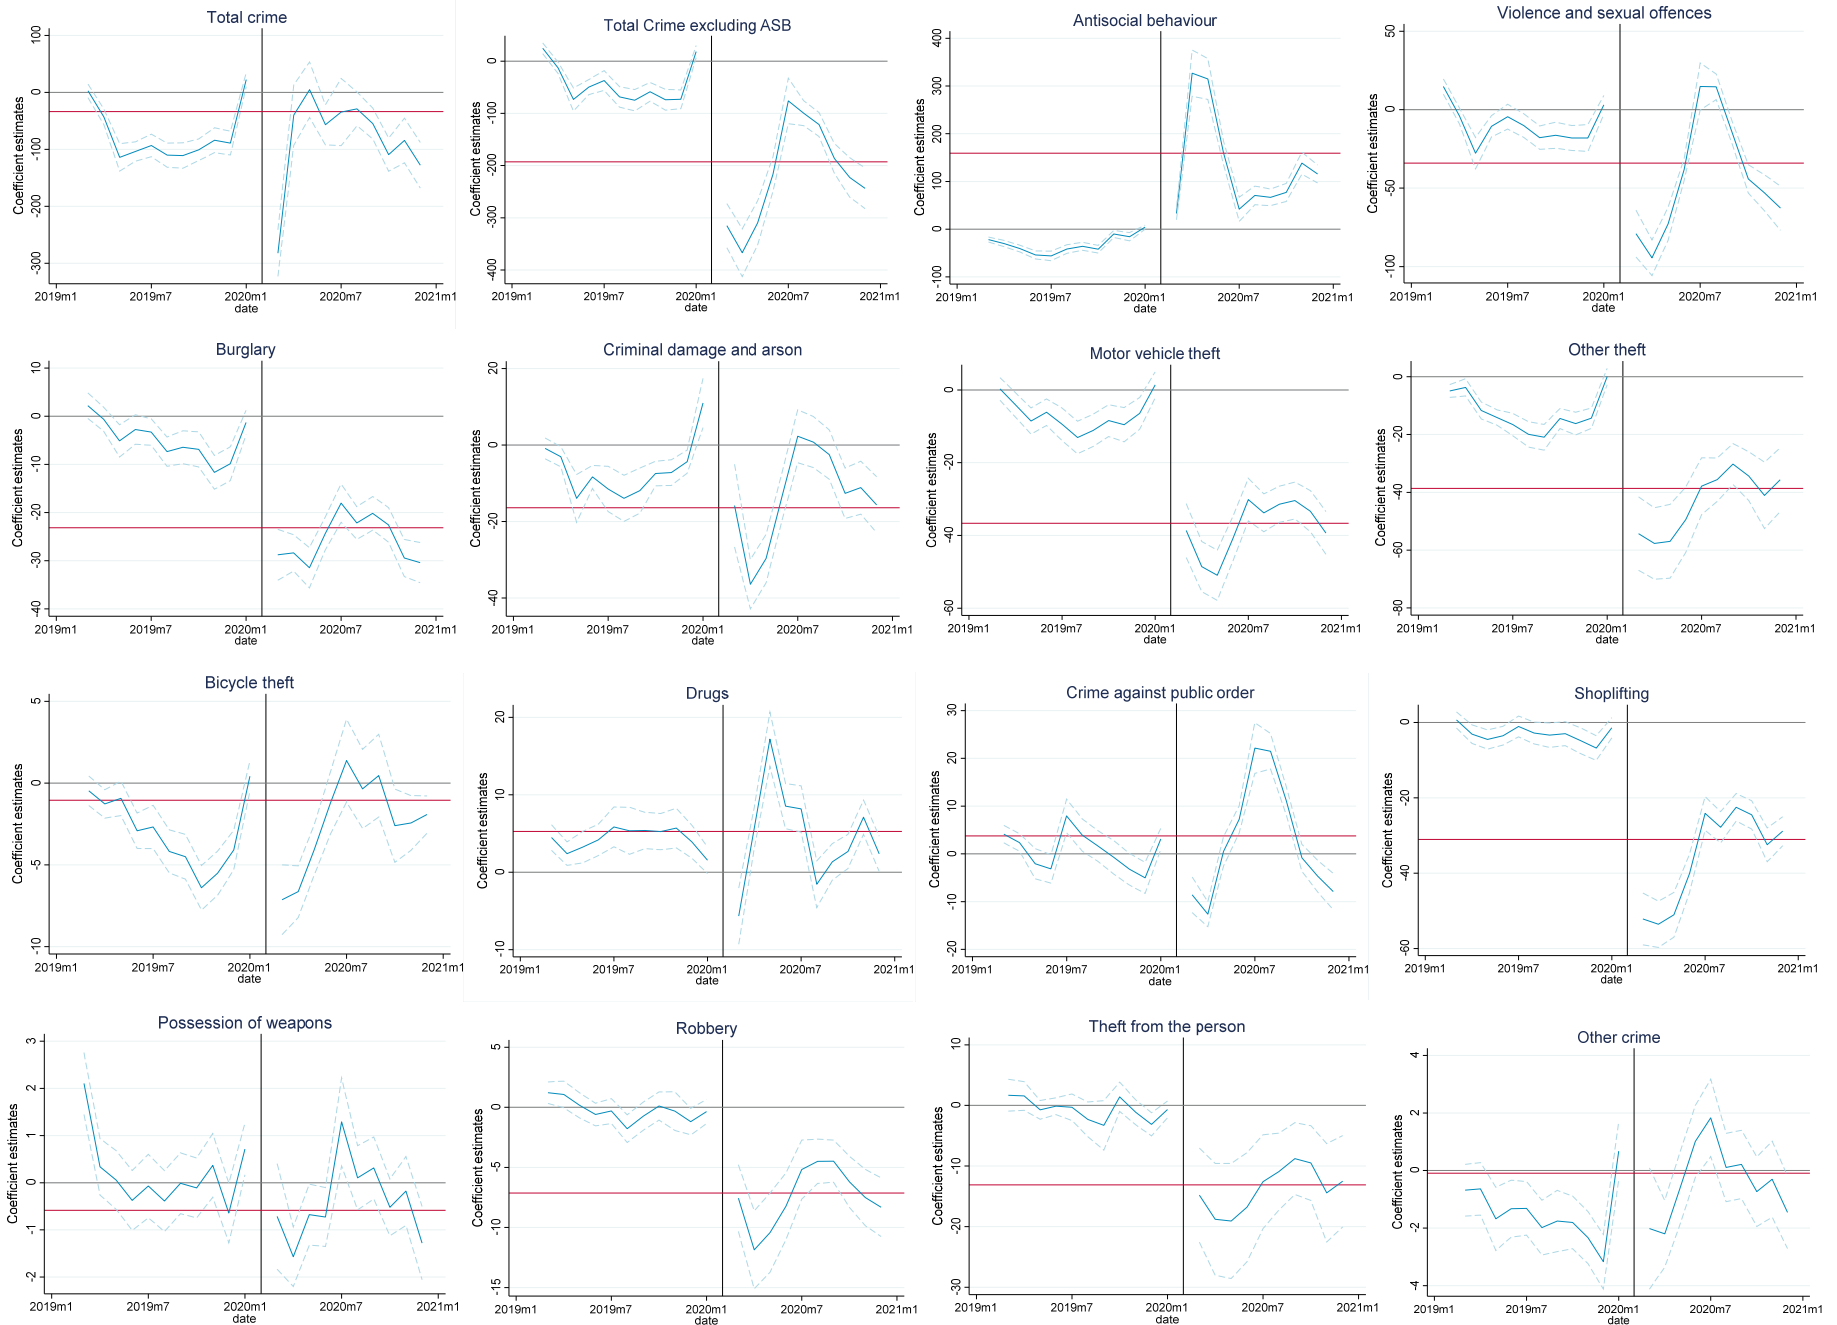 Total crime
100
0
-100
-200
-300
Coefficient estimates
2019m1 2019m7 2020m1 2020m7 2021m1
date
Total Crime excluding ASB
0
-100
-200
-300
-400
Coefficient estimates
2019m1 2019m7 2020m1 2020m7 2021m1
date
Antisocial behaviour
400
300
200
100
0
-100
Coefficient estimates
2019m1 2019m7 2020m1 2020m7 2021m1
date
Violence and sexual offences
50
0
-50
-100
Coefficient estimates
2019m1 2019m7 2020m1 2020m7 2021m1
date
Burglary
10
0
-10
-20
-30
-40
Coefficient estimates
2019m1 2019m7 2020m1 2020m7 2021m1
date
Criminal damage and arson
20
0
-20
-40
Coefficient estimates
2019m1 2019m7 2020m1 2020m7 2021m1
date
Motor vehicle theft
0
-20
-40
-60
Coefficient estimates
2019m1 2019m7 2020m1 2020m7 2021m1
date
Other theft
0
-20
-40
-60
-80
Coefficient estimates
2019m1 2019m7 2020m1 2020m7 2021m1
date
Bicycle theft
5
0
-5
-10
Coefficient estimates
2019m1 2019m7 2020m1 2020m7 2021m1
date
Drugs
20
10
0
-10
Coefficient estimates
2019m1 2019m7 2020m1 2020m7 2021m1
date
Crime against public order
30
20
10
0
-10
-20
Coefficient estimates
2019m1 2019m7 2020m1 2020m7 2021m1
date
Shoplifting
0
-20
-40
-60
Coefficient estimates
2019m1 2019m7 2020m1 2020m7 2021m1
date
Possession of weapons
3
2
1
0
-1
-2
Coefficient estimates
2019m1 2019m7 2020m1 2020m7 2021m1
date
Robbery
5
0
-5
-10
-15
Coefficient estimates
2019m1 2019m7 2020m1 2020m7 2021m1
date
Theft from the person
10
0
-10
-20
-30
Coefficient estimates
2019m1 2019m7 2020m1 2020m7 2021m1
date
Other crime
4
2
0
-2
-4
Coefficient estimates
2019m1 2019m7 2020m1 2020m7 2021m1
date